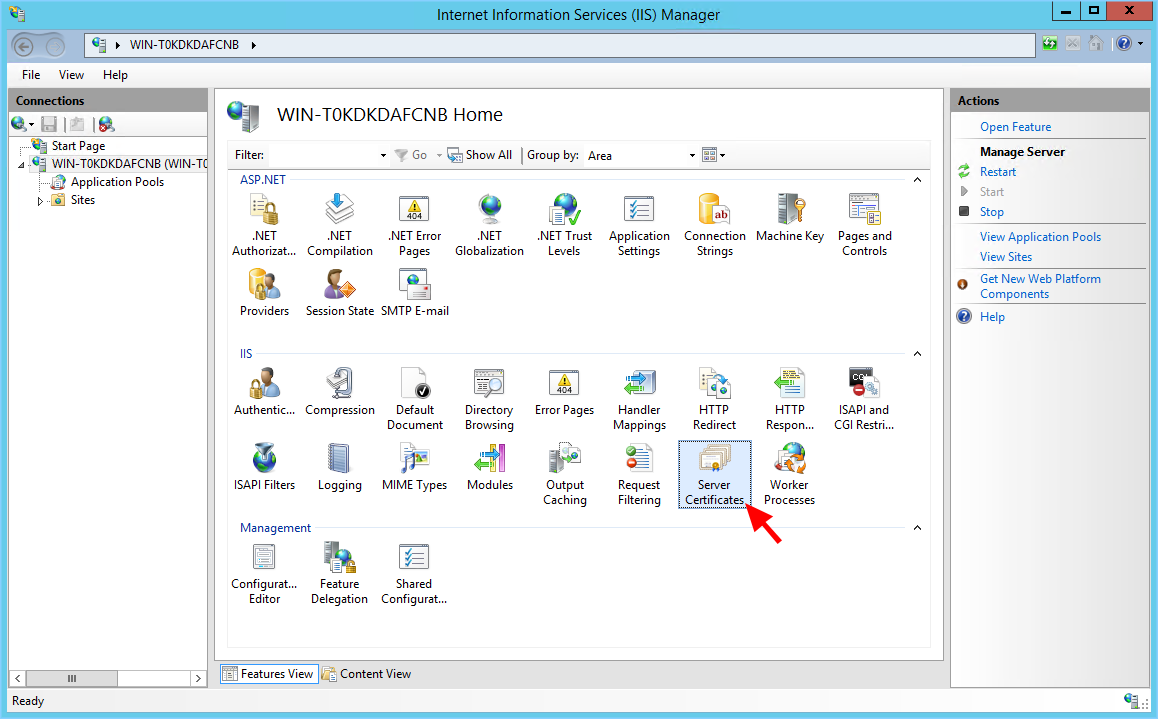 Internet Information Services (IIS) Manager
WIN-T0KDKDAFCNB
File View Help
Connections
Start Page
WIN-T0KDKDAFCNB (WIN-T0
Application Pools
Sites
WIN-T0KDKDAFCNB Home
Filter: Go Show All Group by: Area
ASP.NET
.NET Authorizat...
.NET Compilation
.NET Error Pages
.NET Globalization
.NET Trust Levels
Application Settings
Connection Strings
Machine Key
Pages and Controls
Providers
Session State
SMTP E-mail
IIS
Authentic...
Compression
Default Document
Directory Browsing
Error Pages
Handler Mappings
HTTP Redirect
HTTP Respon...
ISAPI and CGI Restri...
ISAPI Filters
Logging
MIME Types
Modules
Output Caching
Request Filtering
Server Certificates
Worker Processes
Management
Configurat... Editor
Feature Delegation
Shared Configurat...
Features View
Content View
Actions
Open Feature
Manage Server
Restart
Start
Stop
View Application Pools
View Sites
Get New Web Platform
Components
Help
Ready